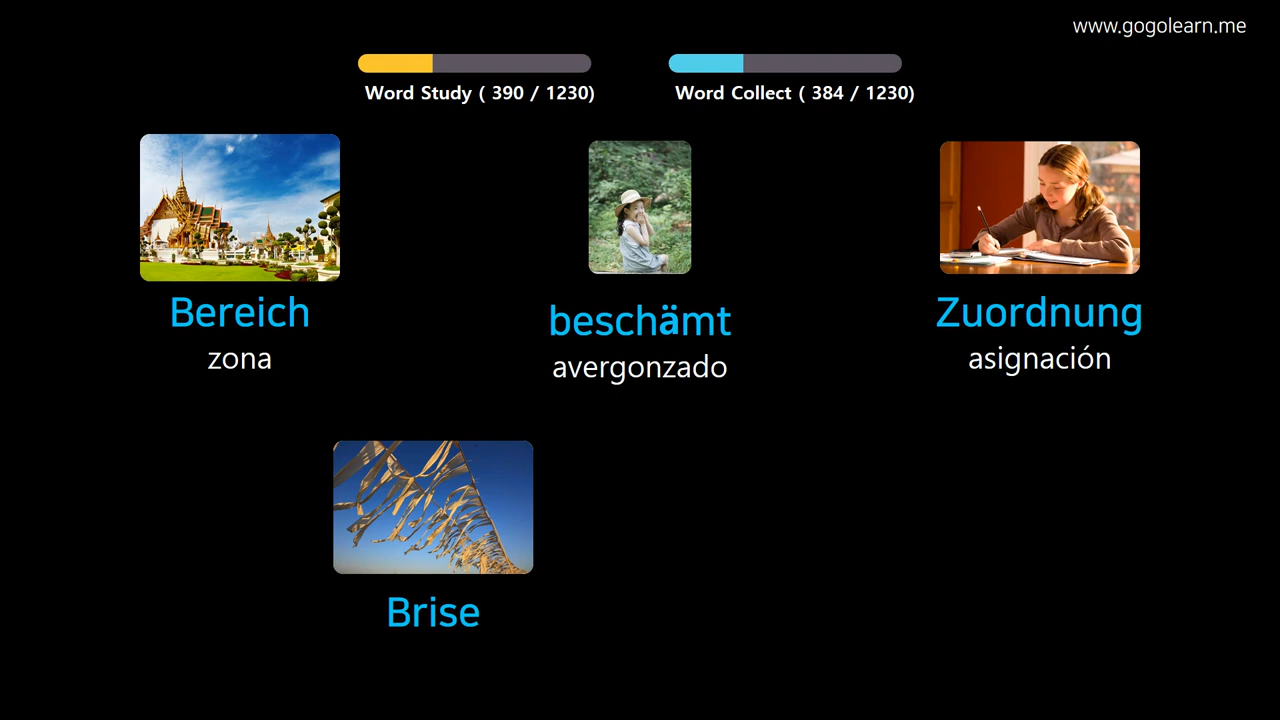 www.gogolearn.me
Word Study ( 390 / 1230)
Word Collect ( 384 / 1230)
Bereich
zona
beschämt
avergonzado
Zuordnung
asignación
Brise